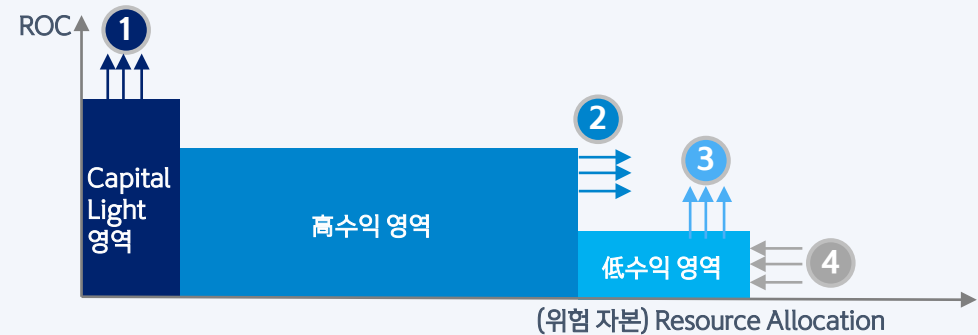 ROC
1
2
3
Capital
Light
영역
高수익 영역
低수익 영역
4
(위험 자본) Resource Allocation